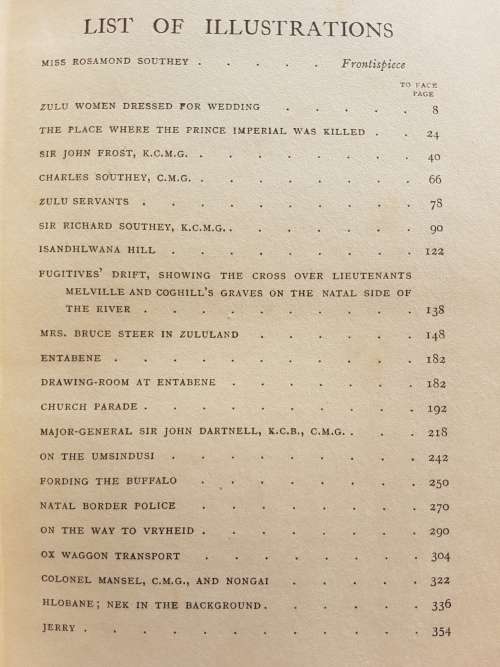 LIST OF ILLUSTRATIONS
MISS ROSAMOND SOUTHEY . . . . . Frontispiece
TO FACE
PAGE
ZULU WOMEN DRESSED FOR WEDDING . . . . . 8
THE PLACE WHERE THE PRINCE IMPERIAL WAS KILLED . . 24
SIR JOHN FROST, K.C.M.G. . . . . . . . . 40
CHARLES SOUTHEY, C.M.G. . . . . . . . . 66
ZULU SERVANTS . . . . . . . . . . 78
SIR RICHARD SOUTHEY, K.C.M.G. . . . . . . . 90
ISANDHLWANA HILL . . . . . . . . . 122
FUGITIVES' DRIFT, SHOWING THE CROSS OVER LIEUTENANTS
MELVILLE AND COGHILL'S GRAVES ON THE NATAL SIDE OF
THE RIVER . . . . . . . . . . 138
MRS. BRUCE STEER IN ZULULAND . . . . . . 148
ENTABENE . . . . . . . . . . . 182
DRAWING-ROOM AT ENTABENE . . . . . . . 182
CHURCH PARADE . . . . . . . . . . 192
MAJOR-GENERAL SIR JOHN DARTNELL, K.C.B., C.M.G. . . . 218
ON THE UMSINDUSI . . . . . . . . . 242
FORDING THE BUFFALO . . . . . . . . 250
NATAL BORDER POLICE . . . . . . . . 270
ON THE WAY TO VRYHEID . . . . . . . . 290
OX WAGGON TRANSPORT . . . . . . . . 304
COLONEL MANSEL, C.M.G., AND NONGAI . . . . . 322
HLOBANE; NEK IN THE BACKGROUND . . . . . . 336
JERRY . . . . . . . . . . . . 354